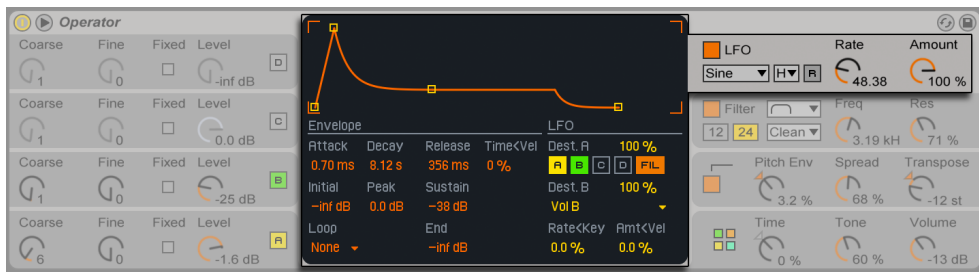 Operator
Coarse Fine Fixed Level
1 0 -inf dB D
Coarse Fine Fixed Level
1 0 0.0 dB C
Coarse Fine Fixed Level
1 0 -25 dB B
Coarse Fine Fixed Level
6 0 -1.6 dB A
Envelope
Attack Decay Release Time<Vel
0.70 ms 8.12 s 356 ms 0 %
Initial Peak Sustain
-inf dB 0.0 dB -38 dB
Loop End
None -inf dB
LFO
Dest. A 100 %
A B C D FIL
Dest. B 100 %
Vol B
Rate<Key Amt<Vel
0.0 % 0.0 %
LFO Rate Amount
Sine H R 48.38 100 %
Filter Freq Res
12 24 Clean 3.19 kH 71 %
Pitch Env Spread Transpose
3.2 % 68 % -12 st
Time Tone Volume
0 % 60 % -13 dB